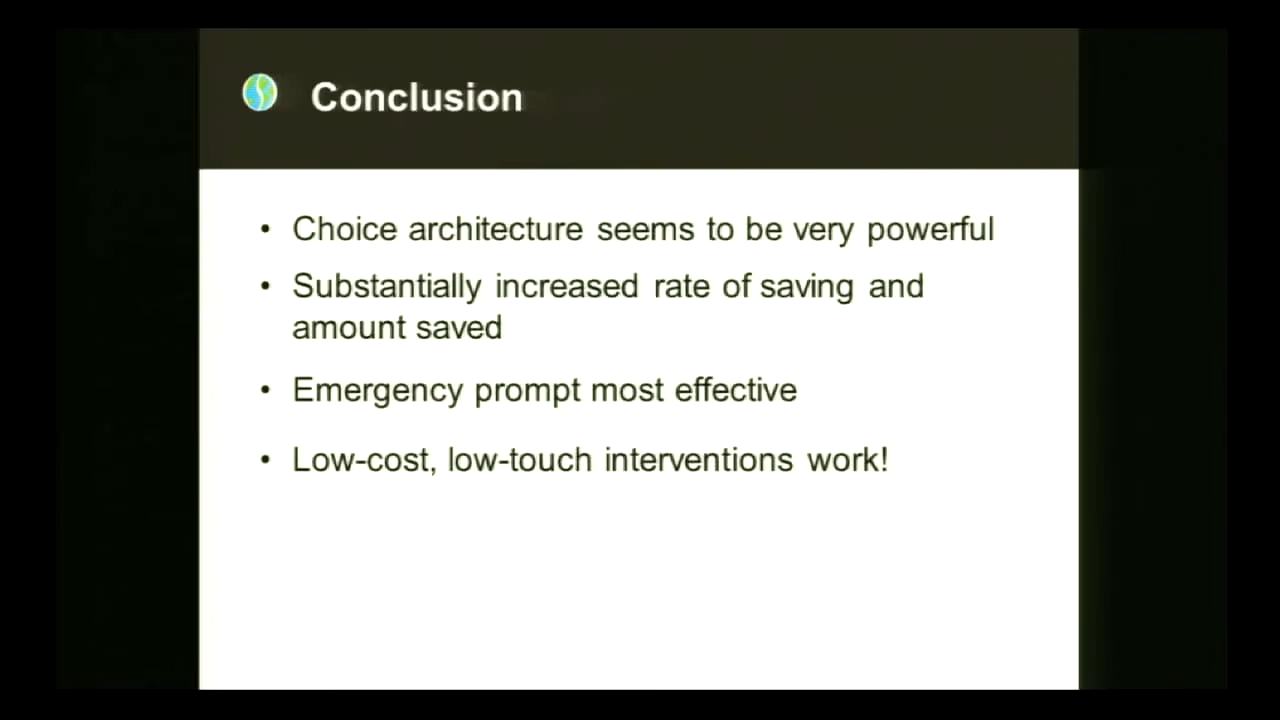 Conclusion
• Choice architecture seems to be very powerful
• Substantially increased rate of saving and
amount saved
• Emergency prompt most effective
• Low-cost, low-touch interventions work!